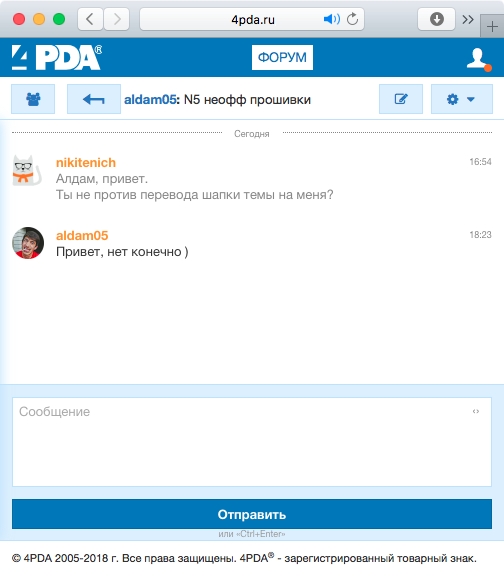 4pda.ru
4PDA®
ФОРУМ
aldam05: N5 неофф прошивки
Сегодня
nikitenich
16:54
Алдам, привет.
Ты не против перевода шапки темы на меня?
aldam05
18:23
Привет, нет конечно )
Сообщение
Отправить
или «Ctrl+Enter»
© 4PDA 2005-2018 г. Все права защищены. 4PDA® - зарегистрированный товарный знак.